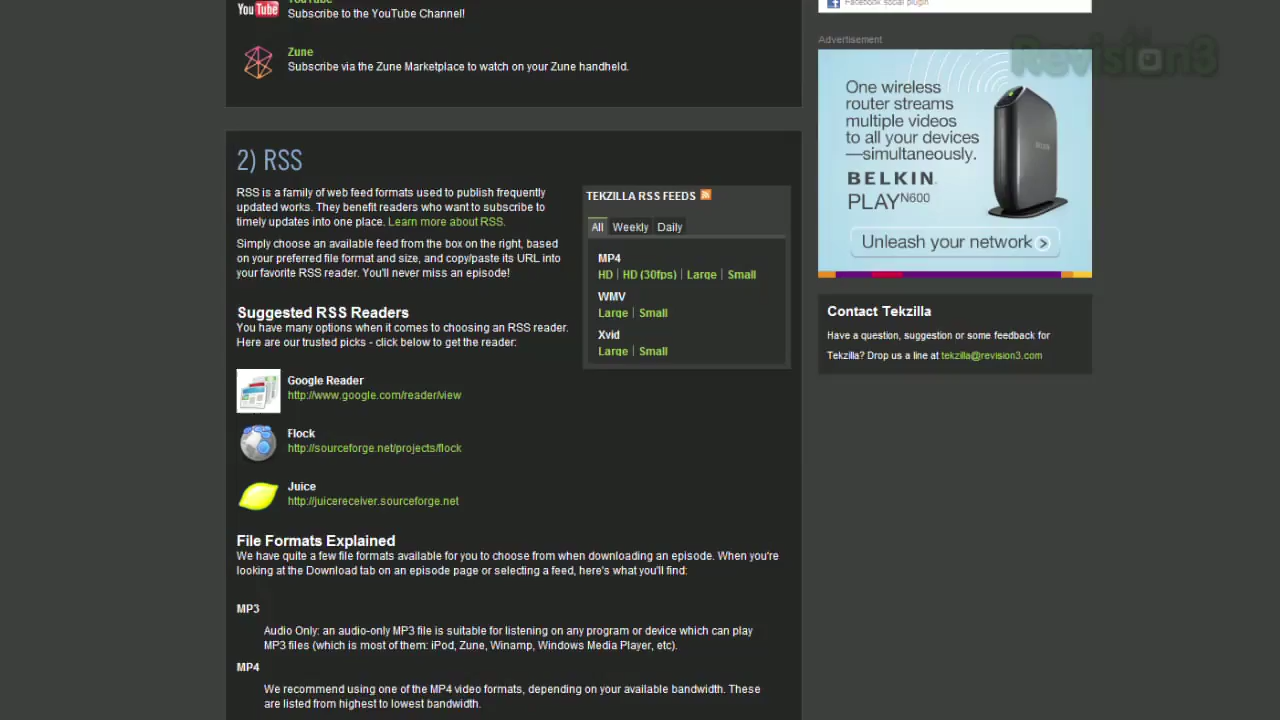 YouTube
YouTube
Subscribe to the YouTube Channel!
Zune
Subscribe via the Zune Marketplace to watch on your Zune handheld.
2) RSS
RSS is a family of web feed formats used to publish frequently
updated works. They benefit readers who want to subscribe to
timely updates into one place. Learn more about RSS.
Simply choose an available feed from the box on the right, based
on your preferred file format and size, and copy/paste its URL into
your favorite RSS reader. You'll never miss an episode!
TEKZILLA RSS FEEDS
All Weekly Daily
MP4
HD | HD (30fps) | Large | Small
WMV
Large | Small
Xvid
Large | Small
Suggested RSS Readers
You have many options when it comes to choosing an RSS reader.
Here are our trusted picks - click below to get the reader:
Google Reader
http://www.google.com/reader/view
Flock
http://sourceforge.net/projects/flock
Juice
http://juicereceiver.sourceforge.net
File Formats Explained
We have quite a few file formats available for you to choose from when downloading an episode. When you're
looking at the Download tab on an episode page or selecting a feed, here's what you'll find:
MP3
Audio Only: an audio-only MP3 file is suitable for listening on any program or device which can play
MP3 files (which is most of them: iPod, Zune, Winamp, Windows Media Player, etc).
MP4
We recommend using one of the MP4 video formats, depending on your available bandwidth. These
are listed from highest to lowest bandwidth.
Facebook social plugin
Advertisement
Revision3
One wireless
router streams
multiple videos
to all your devices
—simultaneously.
BELKIN
BELKIN.
PLAY N600
Unleash your network
Contact Tekzilla
Have a question, suggestion or some feedback for
Tekzilla? Drop us a line at tekzilla@revision3.com